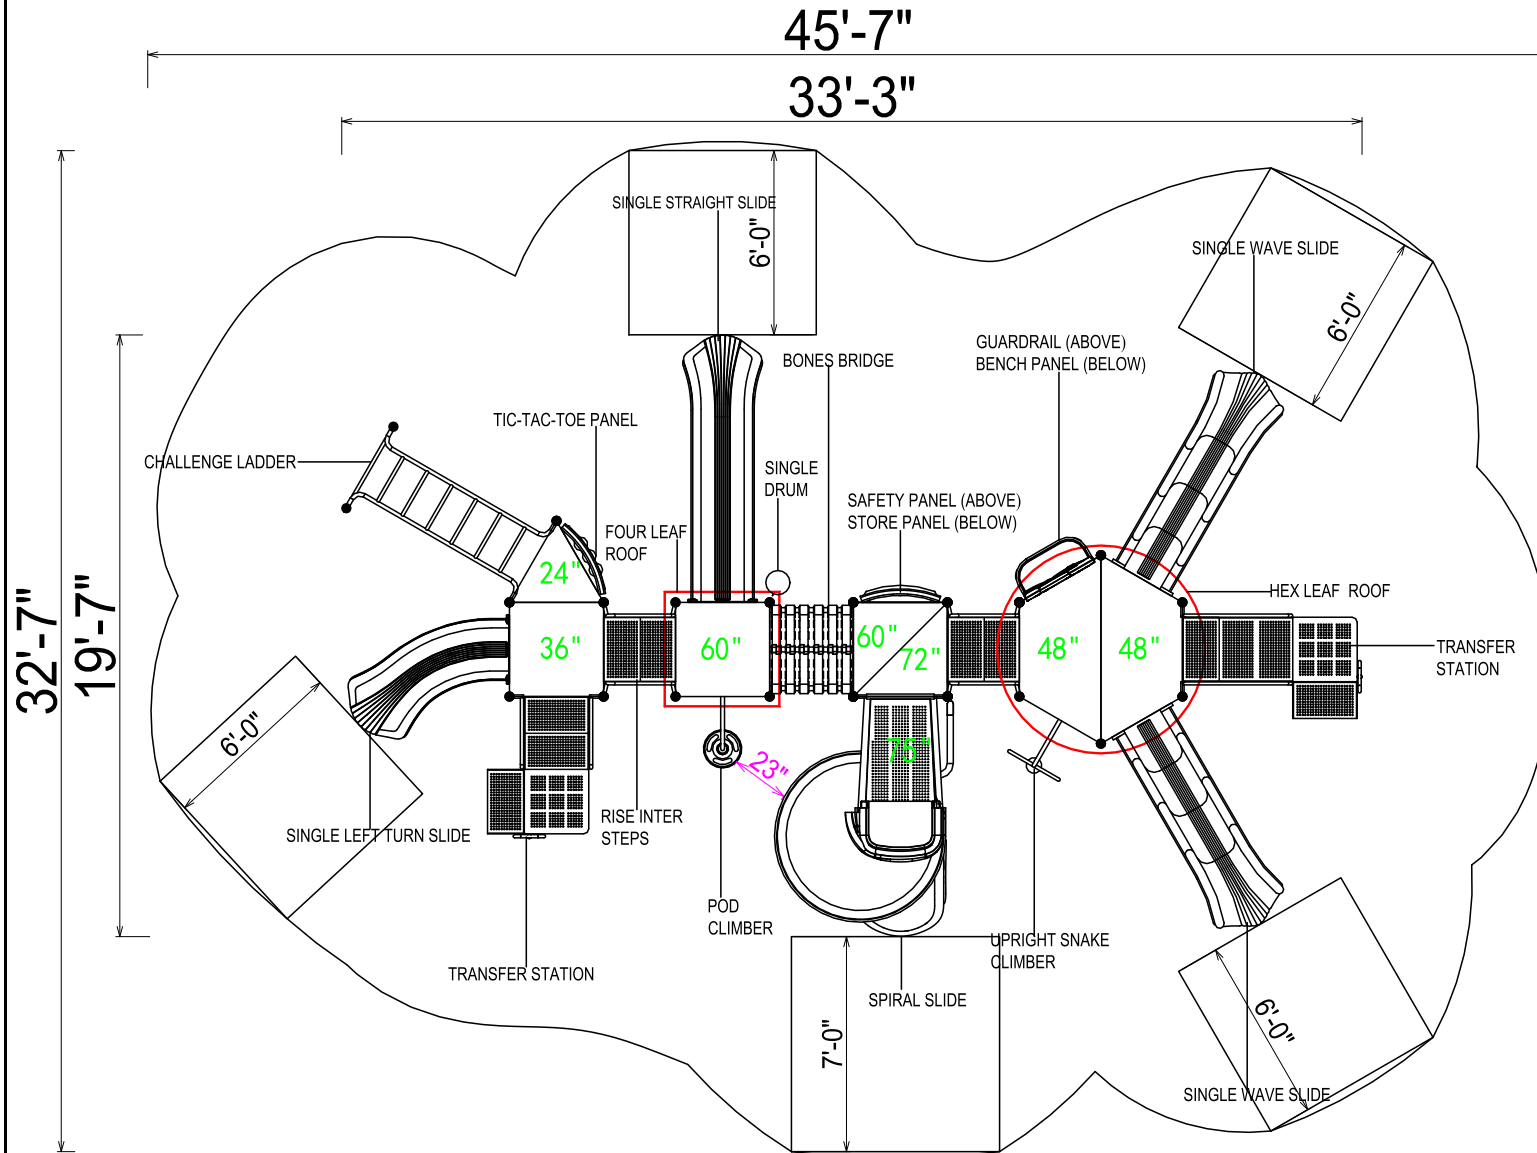 45'-7"
33'-3"
SINGLE STRAIGHT SLIDE
6'-0"
SINGLE WAVE SLIDE
6'-0"
GUARDRAIL (ABOVE)
BENCH PANEL (BELOW)
BONES BRIDGE
TIC-TAC-TOE PANEL
CHALLENGE LADDER
SINGLE
DRUM
SAFETY PANEL (ABOVE)
STORE PANEL (BELOW)
FOUR LEAF
ROOF
24"
HEX LEAF ROOF
32'-7"
19'-7"
36"
60"
60"
72"
48"
48"
TRANSFER
STATION
6'-0"
75"
23"
SINGLE LEFT TURN SLIDE
RISE INTER
STEPS
POD
CLIMBER
UPRIGHT SNAKE
CLIMBER
TRANSFER STATION
SPIRAL SLIDE
7'-0"
6'-0"
SINGLE WAVE SLIDE